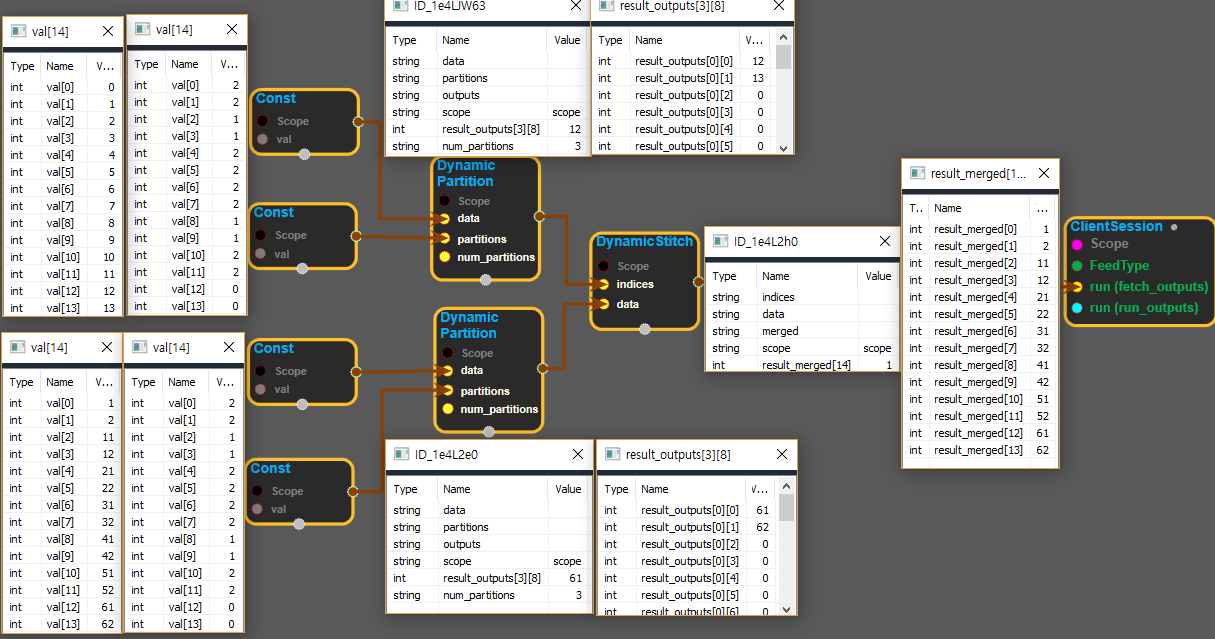 val[14]
Type Name V...
int val[0] 0
int val[1] 1
int val[2] 2
int val[3] 3
int val[4] 4
int val[5] 5
int val[6] 6
int val[7] 7
int val[8] 8
int val[9] 9
int val[10] 10
int val[11] 11
int val[12] 12
int val[13] 13
val[14]
Type Name V...
int val[0] 2
int val[1] 2
int val[2] 1
int val[3] 1
int val[4] 2
int val[5] 2
int val[6] 2
int val[7] 2
int val[8] 1
int val[9] 1
int val[10] 2
int val[11] 2
int val[12] 0
int val[13] 0
Const
Scope
val
Const
Scope
val
ID_1e4LJW63
Type Name Value
string data
string partitions
string outputs
string scope scope
int result_outputs[3][8] 12
string num_partitions 3
result_outputs[3][8]
Type Name V...
int result_outputs[0][0] 12
int result_outputs[0][1] 13
int result_outputs[0][2] 0
int result_outputs[0][3] 0
int result_outputs[0][4] 0
int result_outputs[0][5] 0
Dynamic
Partition
Scope
data
partitions
num_partitions
DynamicStitch
Scope
indices
data
ID_1e4L2h0
Type Name Value
string indices
string data
string merged
string scope scope
int result_merged[14] 1
result_merged[1...
T.. Name ...
int result_merged[0] 1
int result_merged[1] 2
int result_merged[2] 11
int result_merged[3] 12
int result_merged[4] 21
int result_merged[5] 22
int result_merged[6] 31
int result_merged[7] 32
int result_merged[8] 41
int result_merged[9] 42
int result_merged[10] 51
int result_merged[11] 52
int result_merged[12] 61
int result_merged[13] 62
ClientSession
Scope
FeedType
run (fetch_outputs)
run (run_outputs)
val[14]
Type Name V...
int val[0] 1
int val[1] 2
int val[2] 11
int val[3] 12
int val[4] 21
int val[5] 22
int val[6] 31
int val[7] 32
int val[8] 41
int val[9] 42
int val[10] 51
int val[11] 52
int val[12] 61
int val[13] 62
val[14]
Type Name V...
int val[0] 2
int val[1] 2
int val[2] 1
int val[3] 1
int val[4] 2
int val[5] 2
int val[6] 2
int val[7] 2
int val[8] 1
int val[9] 1
int val[10] 2
int val[11] 2
int val[12] 0
int val[13] 0
Const
Scope
val
Const
Scope
val
Dynamic
Partition
Scope
data
partitions
num_partitions
ID_1e4L2e0
Type Name Value
string data
string partitions
string outputs
string scope scope
int result_outputs[3][8] 61
string num_partitions 3
result_outputs[3][8]
Type Name V...
int result_outputs[0][0] 61
int result_outputs[0][1] 62
int result_outputs[0][2] 0
int result_outputs[0][3] 0
int result_outputs[0][4] 0
int result_outputs[0][5] 0
int result_outputs[0][6] 0